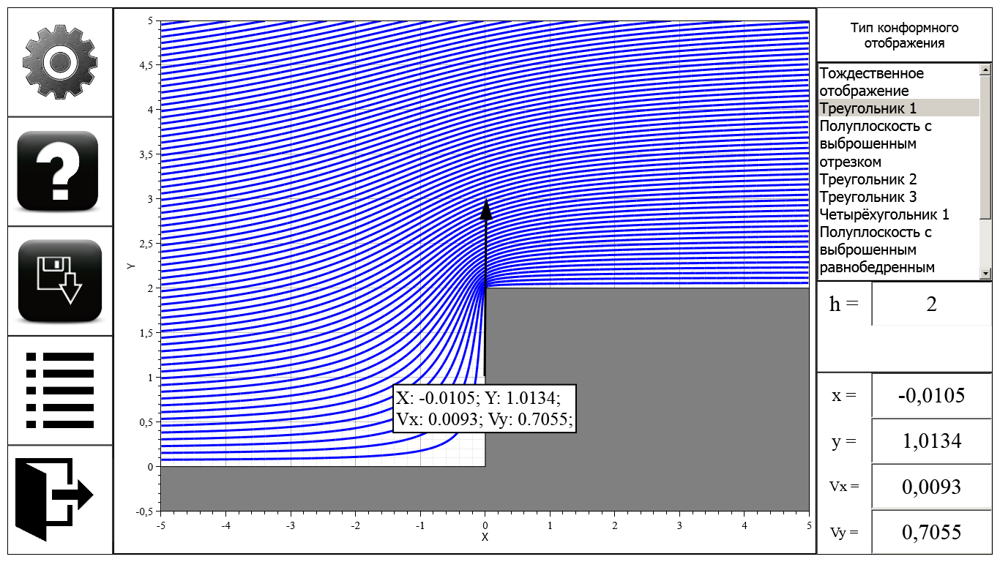 ?
5
4,5
4
3,5
3
2,5
2
1,5
1
0,5
0
-0,5
Y
-5
-4
-3
-2
-1
0
1
2
3
4
5
X
X: -0.0105; Y: 1.0134;
Vx: 0.0093; Vy: 0.7055;
Тип конформного
отображения
Тождественное
отображение
Треугольник 1
Полуплоскость с
выброшенным
отрезком
Треугольник 2
Треугольник 3
Четырёхугольник 1
Полуплоскость с
выброшенным
равнобедренным
h = 2
x = -0,0105
y = 1,0134
Vx = 0,0093
Vy = 0,7055